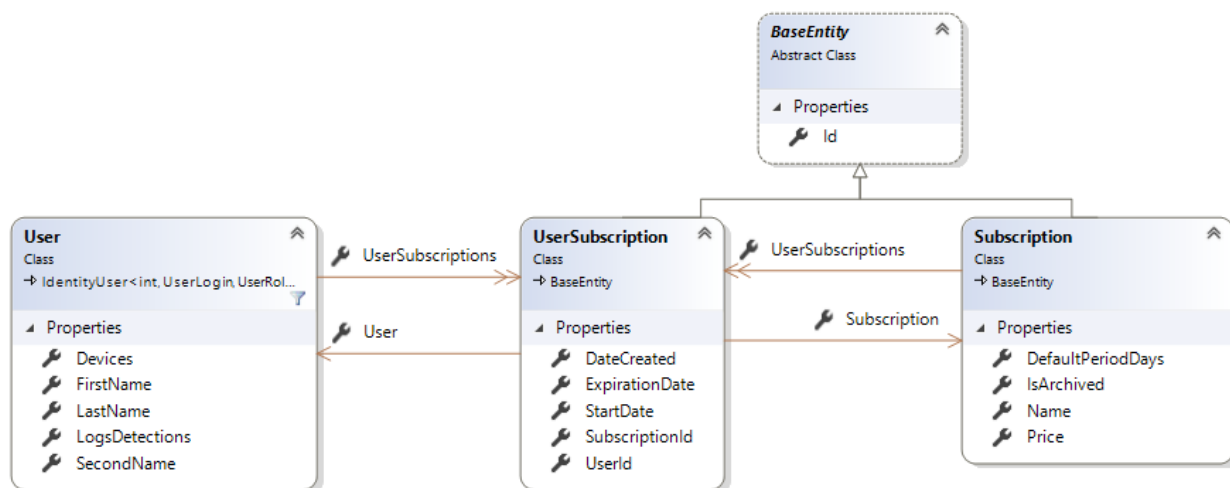 BaseEntity
Abstract Class
Properties
Id
User
Class
IdentityUser<int, UserLogin, UserRol...
Properties
Devices
FirstName
LastName
LogsDetections
SecondName
UserSubscriptions
User
UserSubscription
Class
BaseEntity
Properties
DateCreated
ExpirationDate
StartDate
SubscriptionId
UserId
UserSubscriptions
Subscription
Subscription
Class
BaseEntity
Properties
DefaultPeriodDays
IsArchived
Name
Price